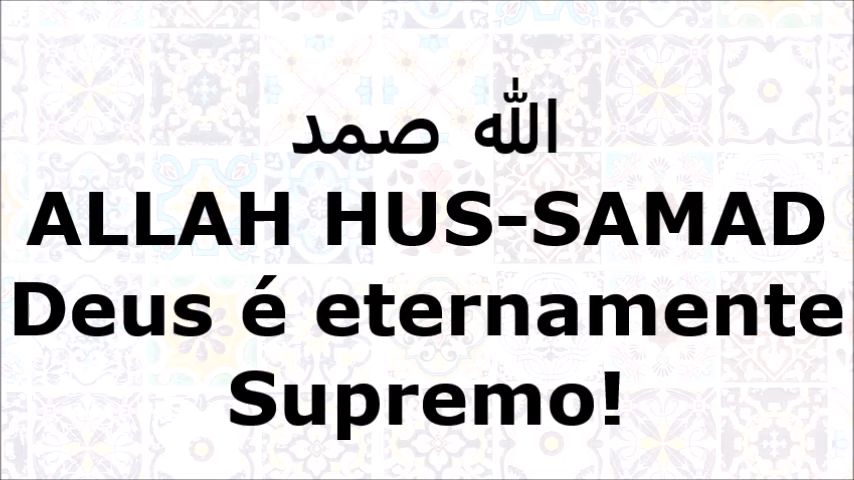 الله صمد
ALLAH HUS-SAMAD
Deus é eternamente
Supremo!